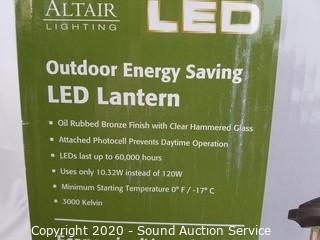 ALTAIR LED
LIGHTING
Outdoor Energy Saving
LED Lantern
▪ Oil Rubbed Bronze Finish with Clear Hammered Glass
▪ Attached Photocell Prevents Daytime Operation
▪ LEDs last up to 60,000 hours
▪ Uses only 10.32W instead of 120W
▪ Minimum Starting Temperature 0° F / -17° C
▪ 3000 Kelvin
Copyright 2020 - Sound Auction Service